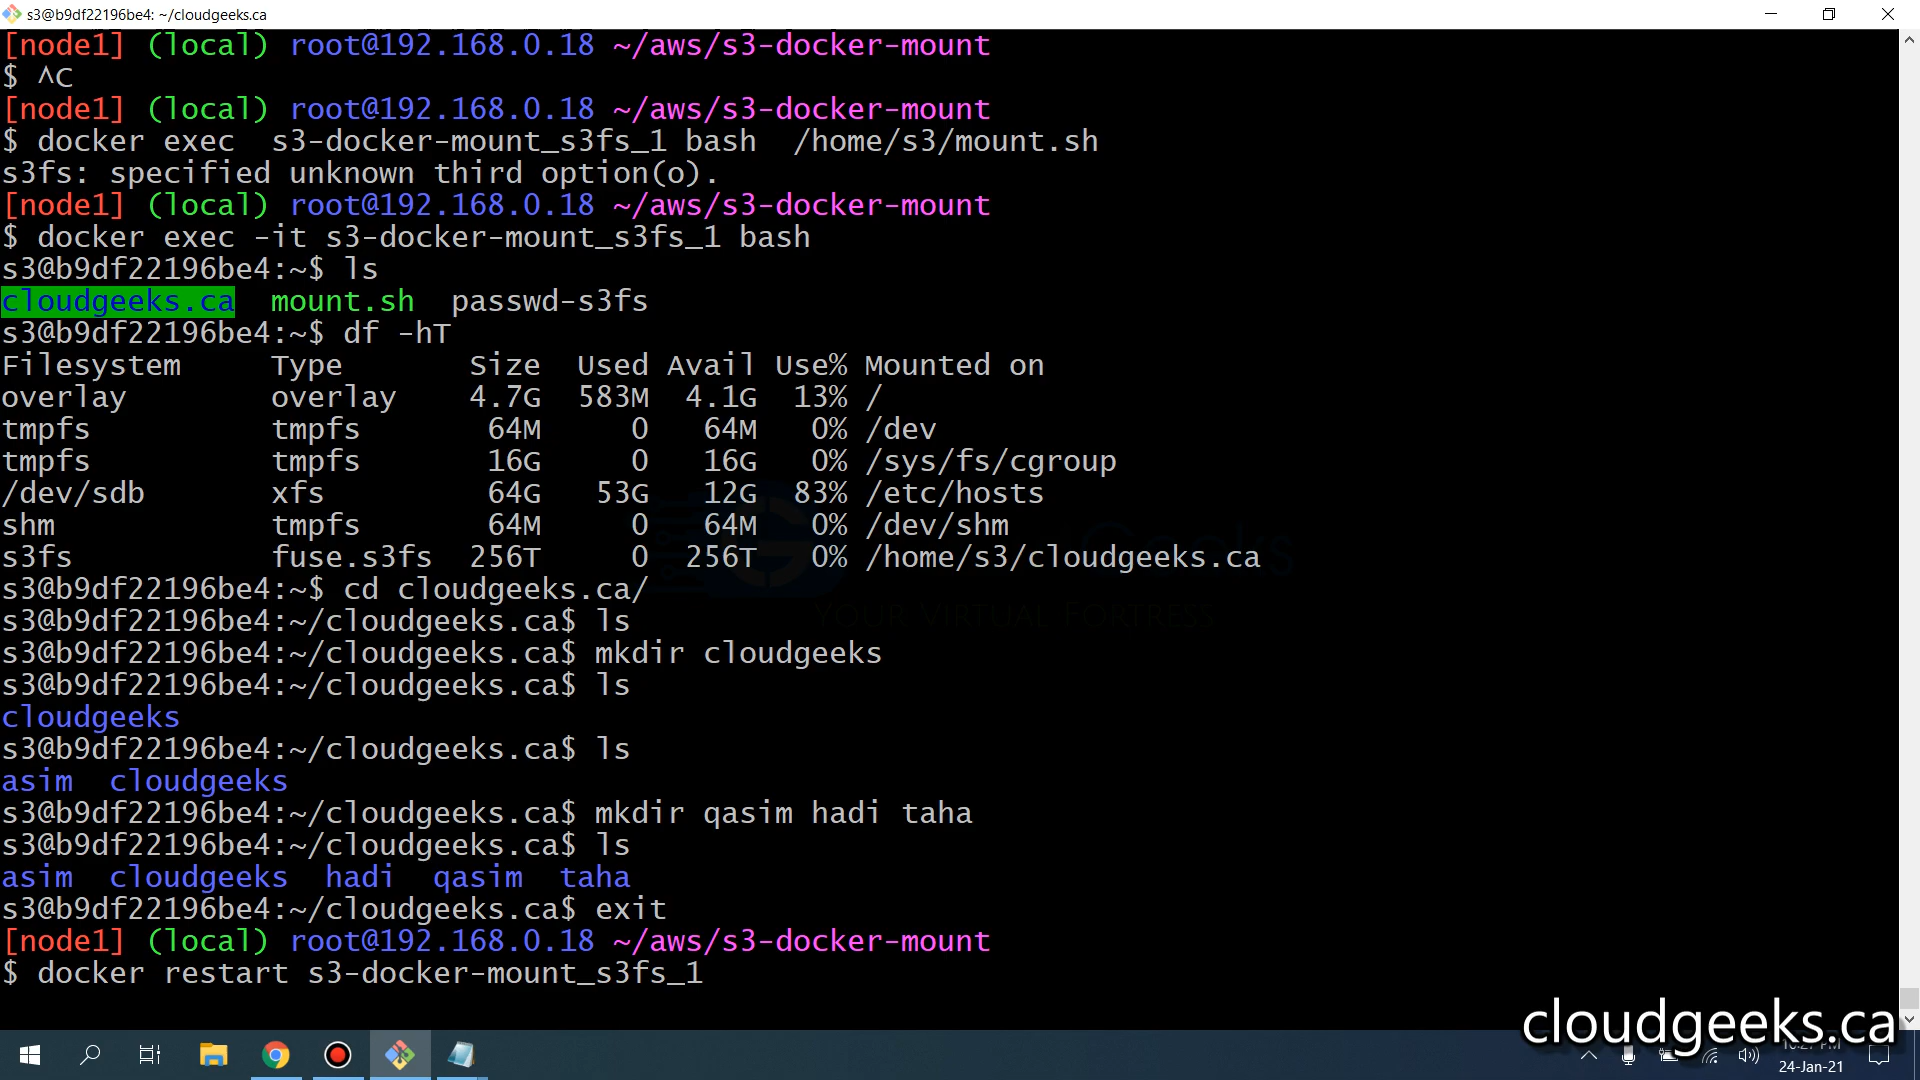 s3@b9df22196be4: ~/cloudgeeks.ca
[node1] (local) root@192.168.0.18 ~/aws/s3-docker-mount
$ ^C
[node1] (local) root@192.168.0.18 ~/aws/s3-docker-mount
$ docker exec  s3-docker-mount_s3fs_1 bash  /home/s3/mount.sh
s3fs: specified unknown third option(o).
[node1] (local) root@192.168.0.18 ~/aws/s3-docker-mount
$ docker exec -it s3-docker-mount_s3fs_1 bash
s3@b9df22196be4:~$ ls
cloudgeeks.ca  mount.sh  passwd-s3fs
s3@b9df22196be4:~$ df -hT
Filesystem     Type       Size  Used Avail Use% Mounted on
overlay        overlay    4.7G  583M  4.1G  13% /
tmpfs          tmpfs       64M     0   64M   0% /dev
tmpfs          tmpfs       16G     0   16G   0% /sys/fs/cgroup
/dev/sdb       xfs         64G   53G   12G  83% /etc/hosts
shm            tmpfs       64M     0   64M   0% /dev/shm
s3fs           fuse.s3fs  256T     0  256T   0% /home/s3/cloudgeeks.ca
s3@b9df22196be4:~$ cd cloudgeeks.ca/
YOUR VIRTUAL FORTRESS
s3@b9df22196be4:~/cloudgeeks.ca$ ls
s3@b9df22196be4:~/cloudgeeks.ca$ mkdir cloudgeeks
s3@b9df22196be4:~/cloudgeeks.ca$ ls
cloudgeeks
s3@b9df22196be4:~/cloudgeeks.ca$ ls
asim  cloudgeeks
s3@b9df22196be4:~/cloudgeeks.ca$ mkdir qasim hadi taha
s3@b9df22196be4:~/cloudgeeks.ca$ ls
asim  cloudgeeks  hadi  qasim  taha
s3@b9df22196be4:~/cloudgeeks.ca$ exit
[node1] (local) root@192.168.0.18 ~/aws/s3-docker-mount
$ docker restart s3-docker-mount_s3fs_1
cloudgeeks.ca
24-Jan-21